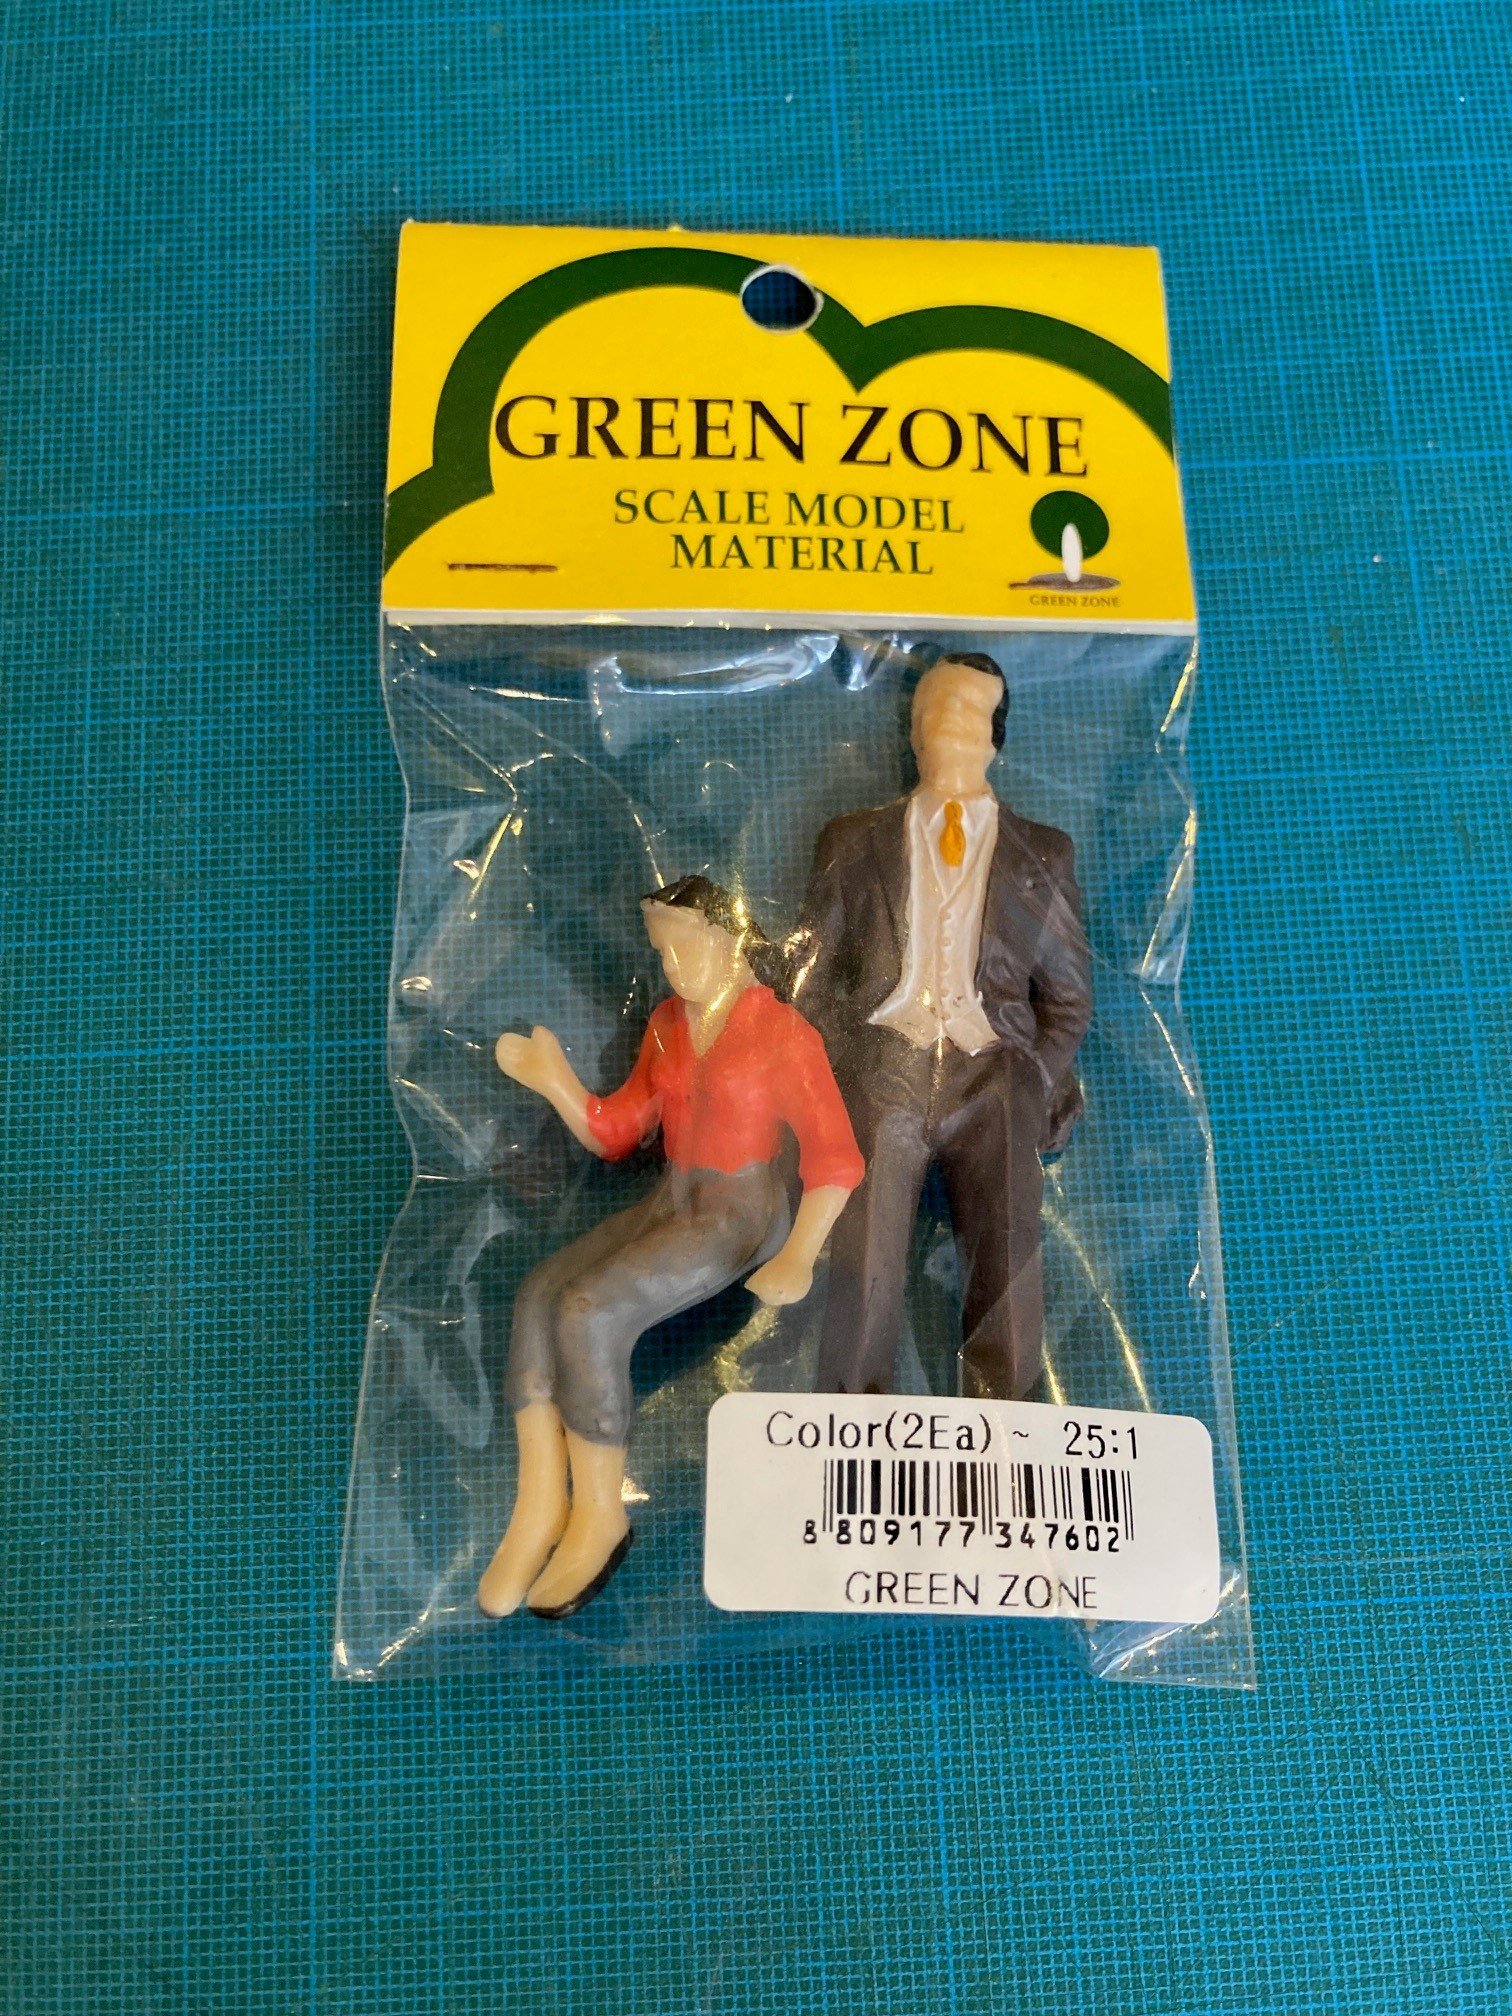 GREEN ZONE
SCALE MODEL
MATERIAL
GREEN ZONE
Color(2Ea) ~ 25:1
8 809177 347602
GREEN ZONE